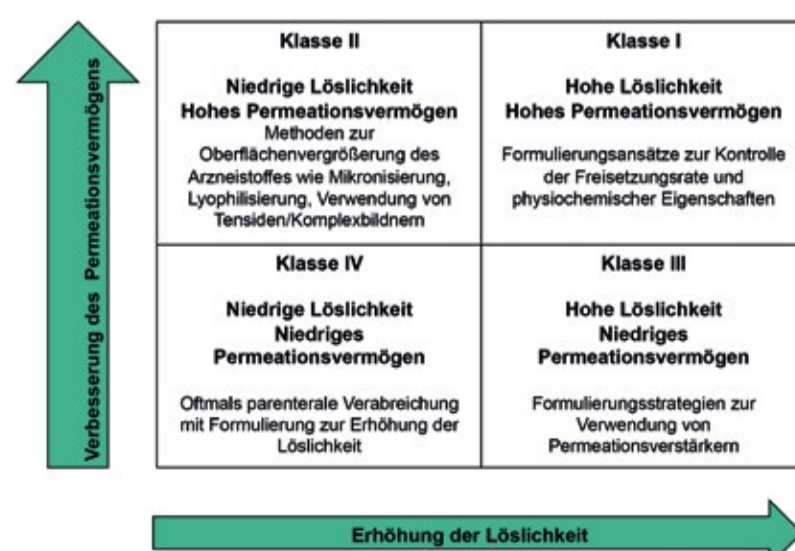 Verbesserung des Permeationsvermögens
Klasse II
Niedrige Löslichkeit
Hohes Permeationsvermögen
Methoden zur
Oberflächenvergrößerung des
Arzneistoffes wie Mikronisierung,
Lyophilisierung, Verwendung von
Tensiden/Komplexbildnern
Klasse I
Hohe Löslichkeit
Hohes Permeationsvermögen
Formulierungsansätze zur Kontrolle
der Freisetzungsrate und
physiochemischer Eigenschaften
Klasse IV
Niedrige Löslichkeit
Niedriges
Permeationsvermögen
Oftmals parenterale Verabreichung
mit Formulierung zur Erhöhung der
Löslichkeit
Klasse III
Hohe Löslichkeit
Niedriges
Permeationsvermögen
Formulierungsstrategien zur
Verwendung von
Permeationsverstärkern
Erhöhung der Löslichkeit